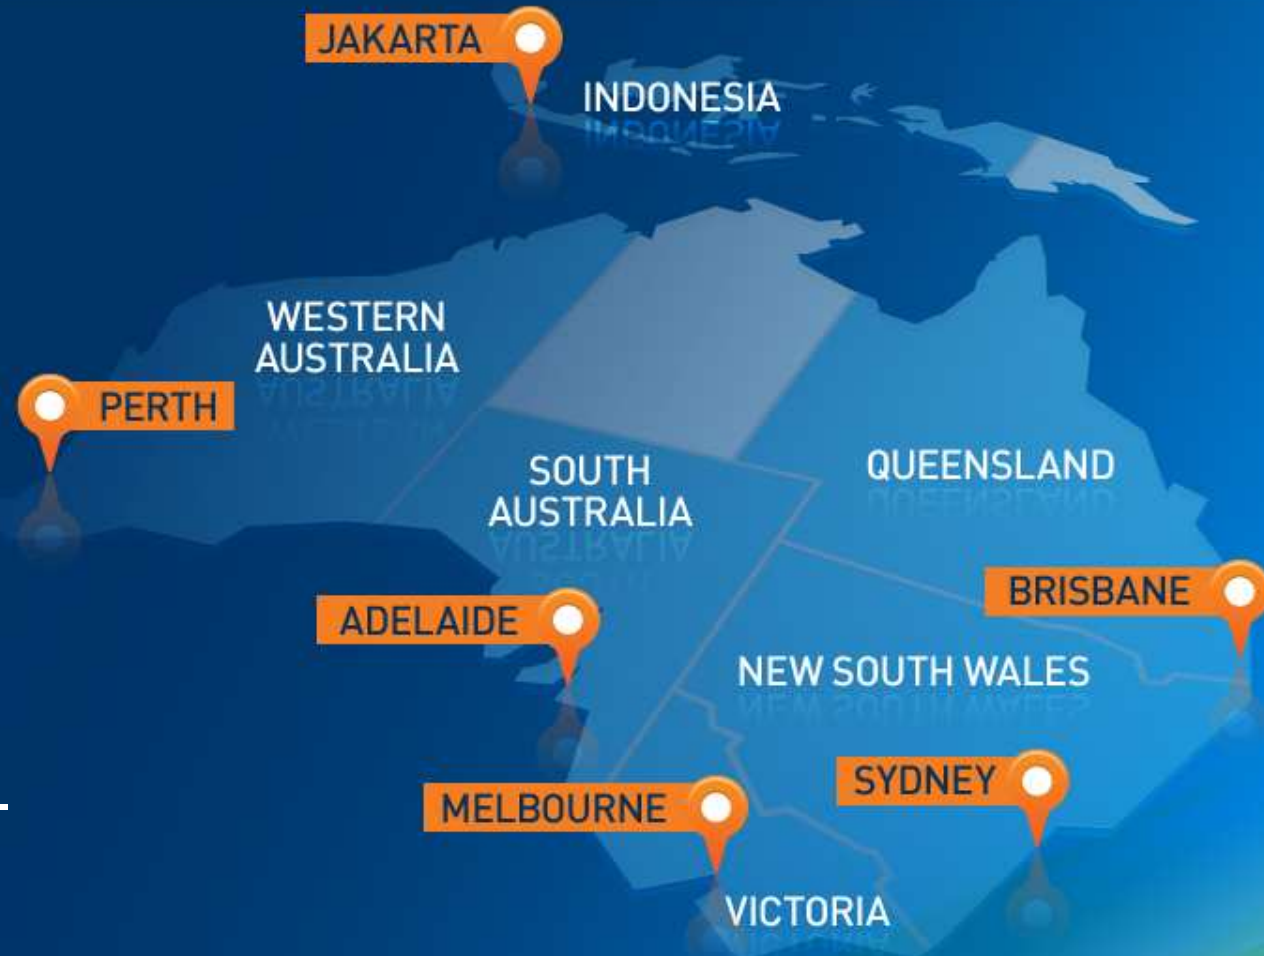 JAKARTA
INDONESIA
WESTERN
AUSTRALIA
PERTH
SOUTH
AUSTRALIA
QUEENSLAND
BRISBANE
ADELAIDE
NEW SOUTH WALES
SYDNEY
MELBOURNE
VICTORIA